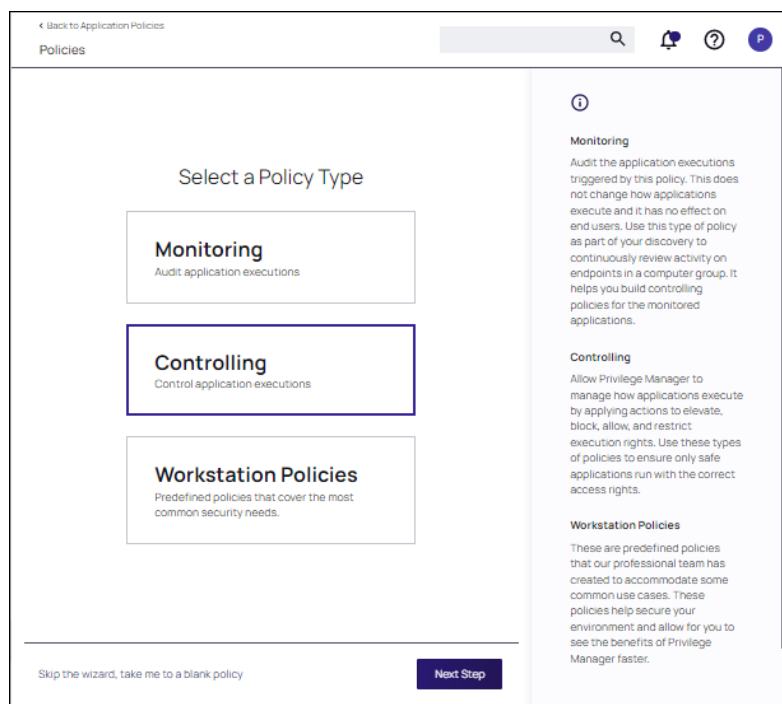 < Back to Application Policies
Policies
P
Select a Policy Type
Monitoring
Audit application executions
Controlling
Control application executions
Workstation Policies
Predefined policies that cover the most
common security needs.
Skip the wizard, take me to a blank policy
Next Step
Monitoring
Audit the application executions
triggered by this policy. This does
not change how applications
execute and it has no effect on
end users. Use this type of policy
as part of your discovery to
continuously review activity on
endpoints in a computer group. It
helps you build controlling
policies for the monitored
applications.
Controlling
Allow Privilege Manager to
manage how applications execute
by applying actions to elevate,
block, allow, and restrict
execution rights. Use these types
of policies to ensure only safe
applications run with the correct
access rights.
Workstation Policies
These are predefined policies
that our professional team has
created to accommodate some
common use cases. These
policies help secure your
environment and allow for you to
see the benefits of Privilege
Manager faster.